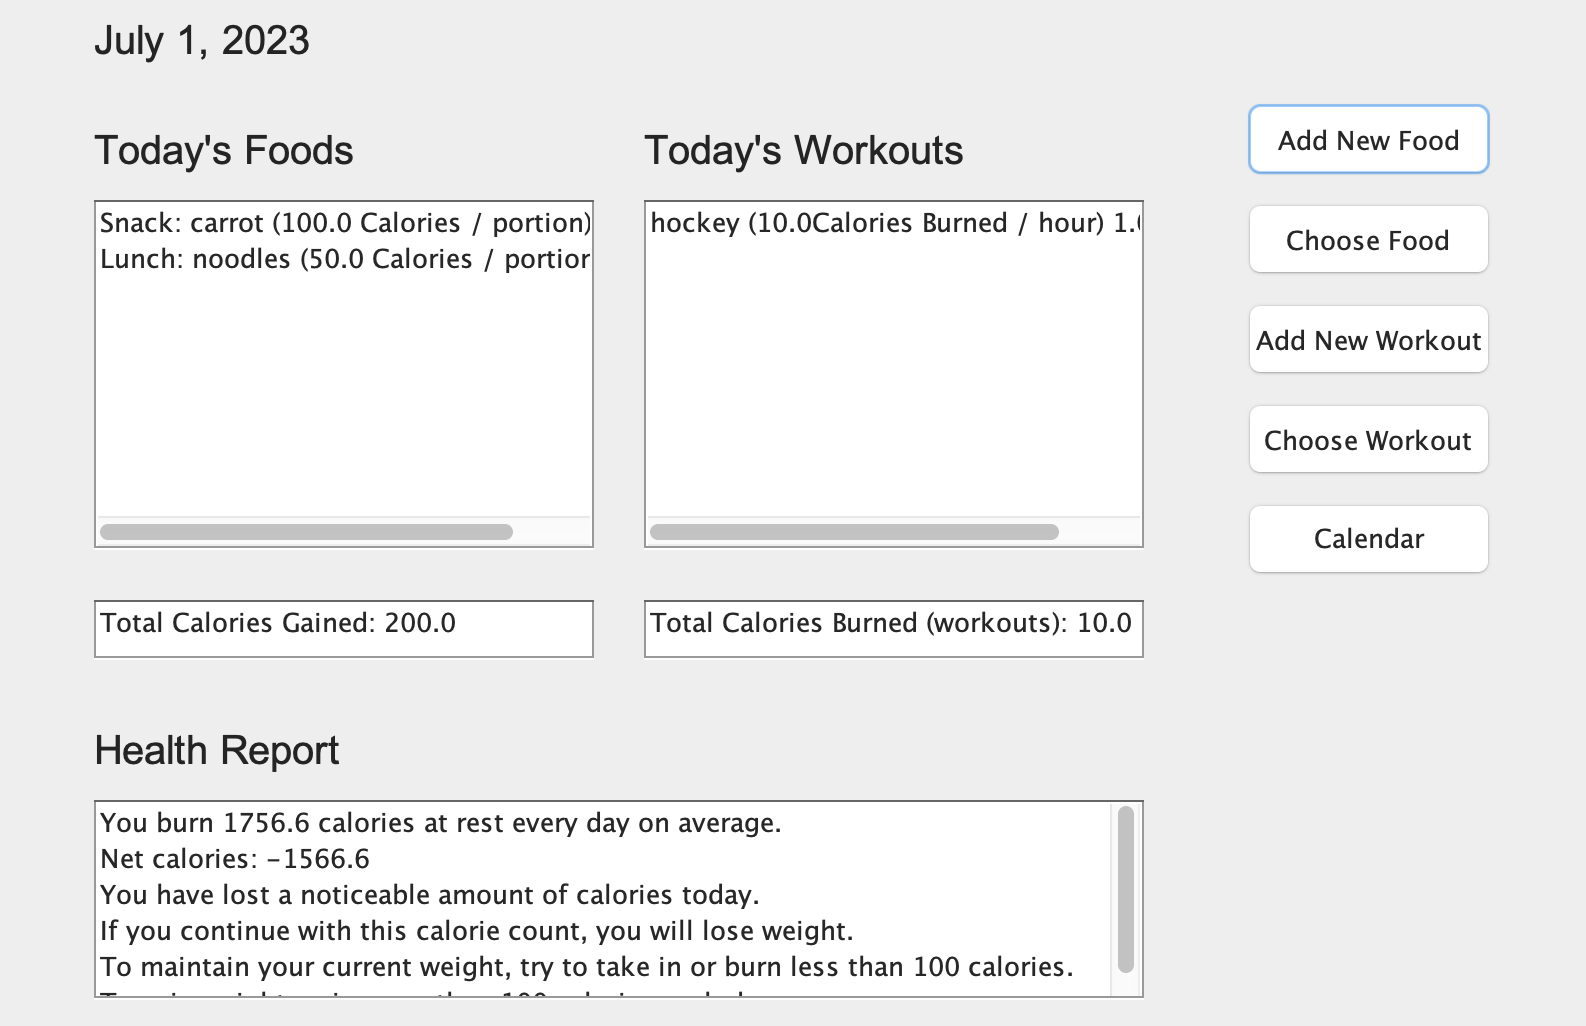 July 1, 2023
Today's Foods
Snack: carrot (100.0 Calories / portion)
Lunch: noodles (50.0 Calories /
Total Calories Gained: 200.0
Today's Workouts
hockey (10.0Calories Burned / hour)
Total Calories Burned (workouts): 10.0
Add New Food
Choose Food
Add New Workout
Choose Workout
Calendar
Health Report
You burn 1756.6 calories at rest every day on average.
Net calories: -1566.6
You have lost a noticeable amount of calories today.
If you continue with this calorie count, you will lose weight.
To maintain your current weight, try to take in or burn less than 100 calories.